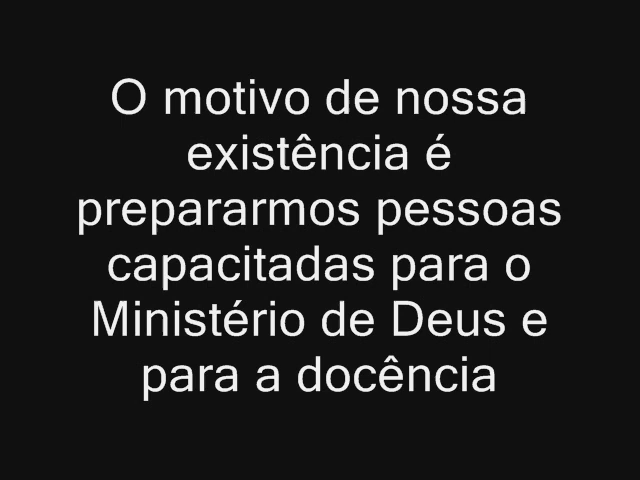 O motivo de nossa
existência é
prepararmos pessoas
capacitadas para o
Ministério de Deus e
para a docência